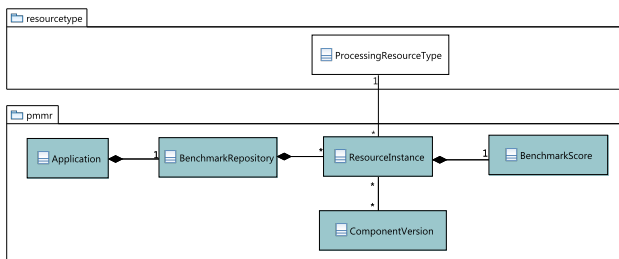 resourcetype
ProcessingResourceType
1
*
pmmr
Application
1
BenchmarkRepository
*
ResourceInstance
1
BenchmarkScore
*
*
ComponentVersion